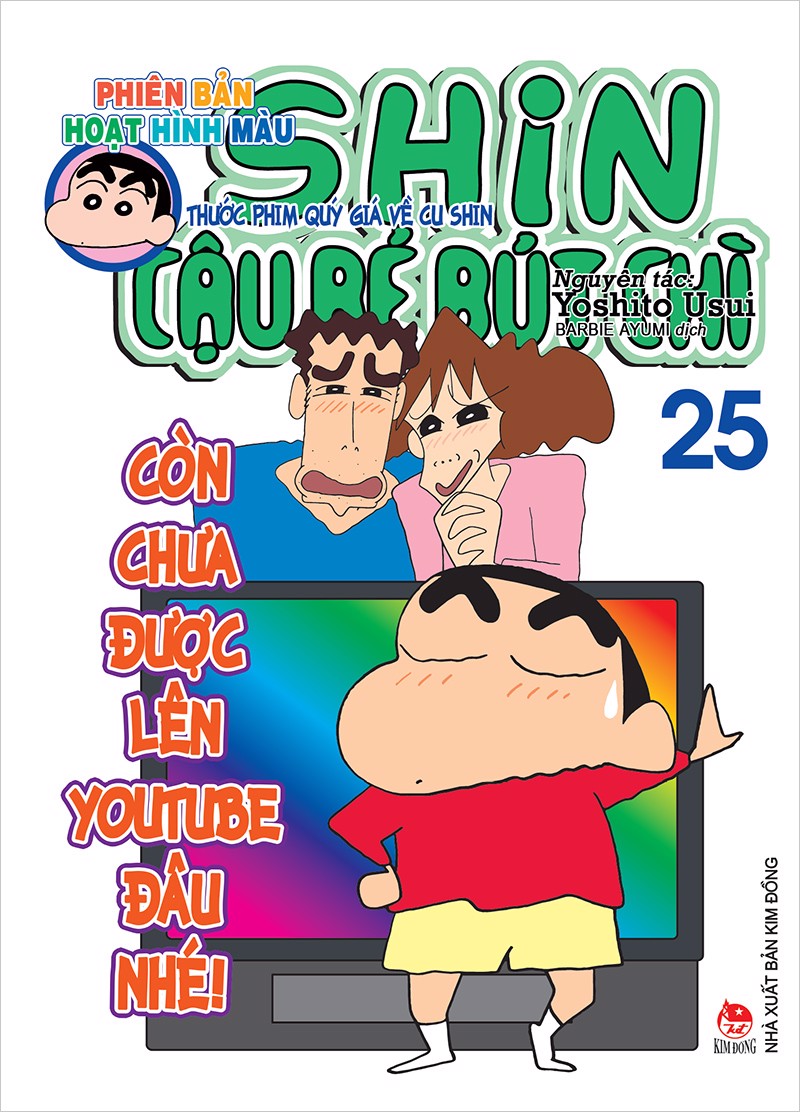 PHIÊN BẢN
HOẠT HÌNH MÀU
SHiN
THƯỚC PHIM QUÝ GIÁ VỀ CU SHIN
CẬU BÉ BÚT CHÌ
Nguyên tác:
Yoshito Usui
BARBIE AYUMI dịch
25
CÒN
CHƯA
ĐƯỢC
LÊN
YOUTUBE
ĐÂU
NHÉ!
NHÀ XUẤT BẢN KIM ĐỒNG
KIM ĐỒNG